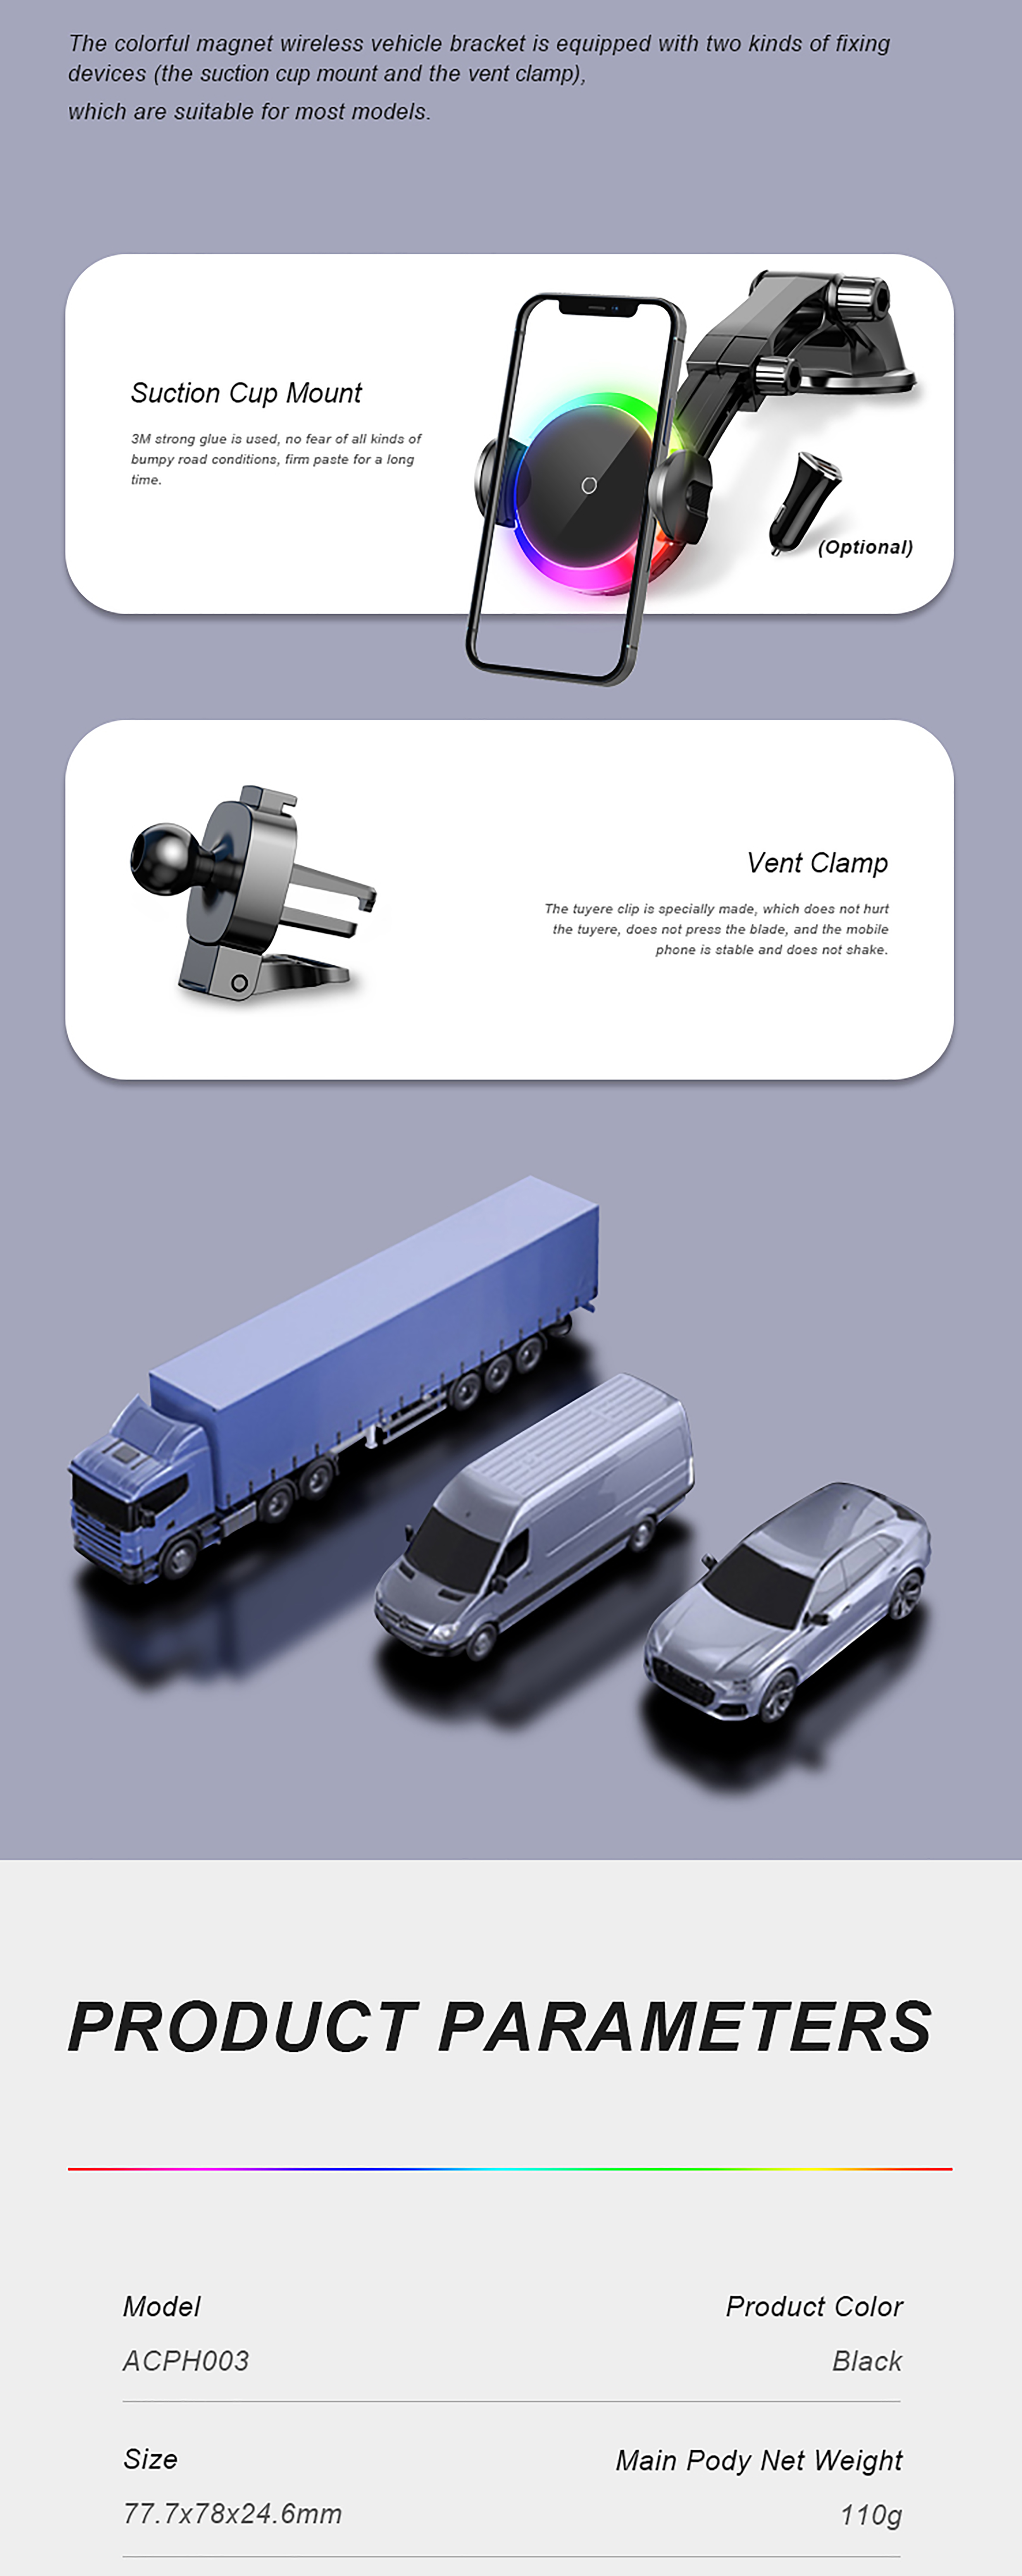 The colorful magnet wireless vehicle bracket is equipped with two kinds of fixing
devices (the suction cup mount and the vent clamp),
which are suitable for most models.
Suction Cup Mount
3M strong glue is used, no fear of all kinds of
bumpy road conditions, firm paste for a long
time.
(Optional)
Vent Clamp
The tuyere clip is specially made, which does not hurt
the tuyere, does not press the blade, and the mobile
phone is stable and does not shake.
PRODUCT PARAMETERS
Model
Product Color
ACPH003
Black
Size
Main Pody Net Weight
77.7x78x24.6mm
110g